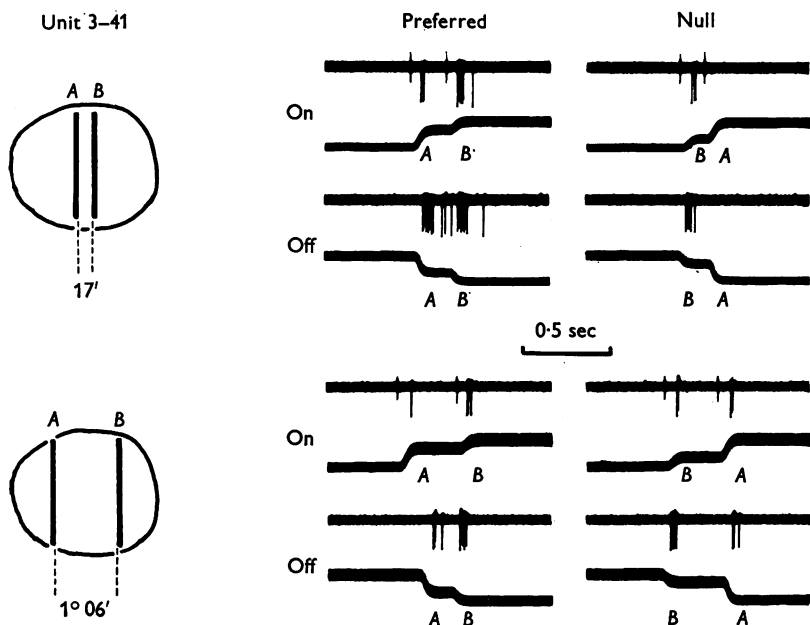 Unit 3–41
Preferred
Null
A B
On
A B
B A
Off
A B
B A
17′
0·5 sec
A B
On
A B
B A
Off
A B
B A
1° 06′